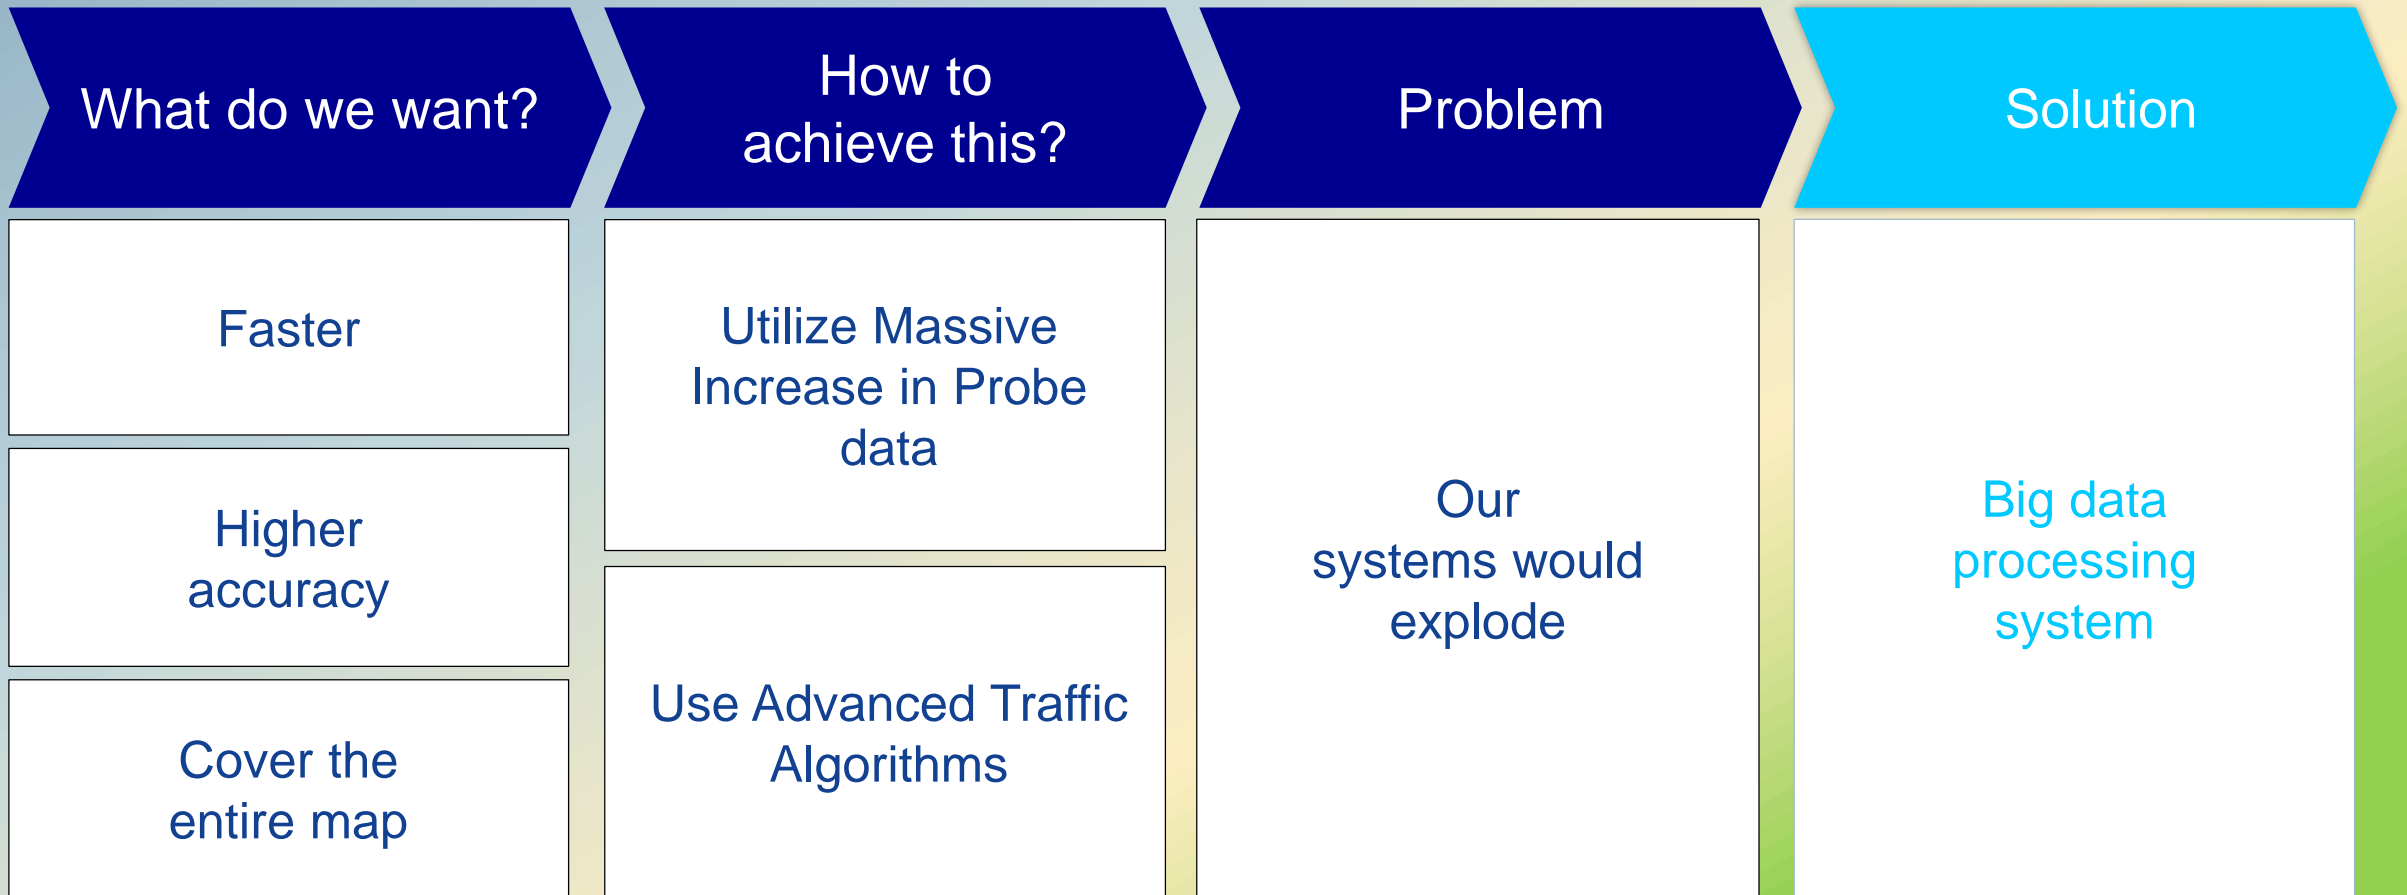 What do we want?
How to
achieve this?
Problem
Solution
Faster
Higher
accuracy
Cover the
entire map
Utilize Massive
Increase in Probe
data
Use Advanced Traffic
Algorithms
Our
systems would
explode
Big data
processing
system